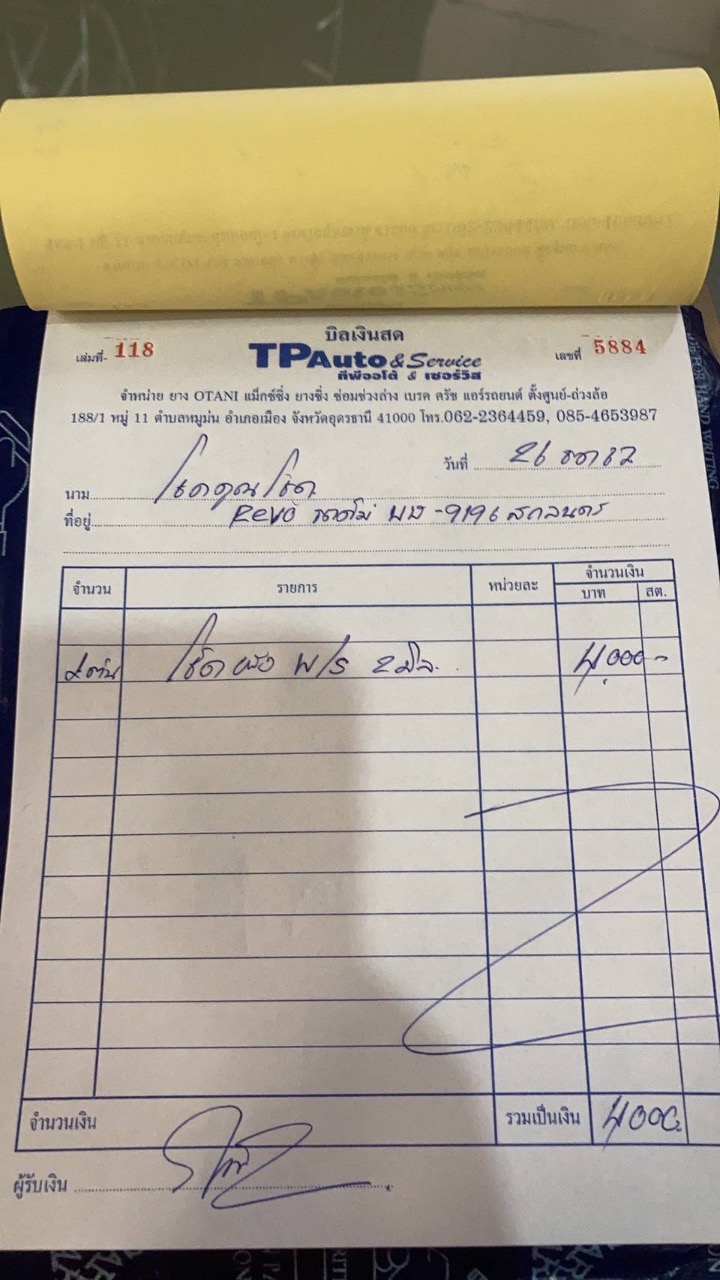 บิลเงินสด
เล่มที่- 118
TPAuto & Service
เลขที่ 5884
ทีพีออโต้ & เซอร์วิส
จำหน่าย ยาง OTANI แม็กซ์ซิ่ง ยางซิ่ง ซ่อมช่วงล่าง เบรค ครัช แอร์รถยนต์ ตั้งศูนย์-ถ่วงล้อ
188/1 หมู่ 11 ตำบลหมูม่น อำเภอเมือง จังหวัดอุดรธานี 41000 โทร.062-2364459, 085-4653987
วันที่ 26
นาม
ที่อยู่ Revo -9196 สกลนคร
จำนวน รายการ หน่วยละ จำนวนเงิน
บาท สต.
2 4,000-
จำนวนเงิน รวมเป็นเงิน 4000
ผู้รับเงิน